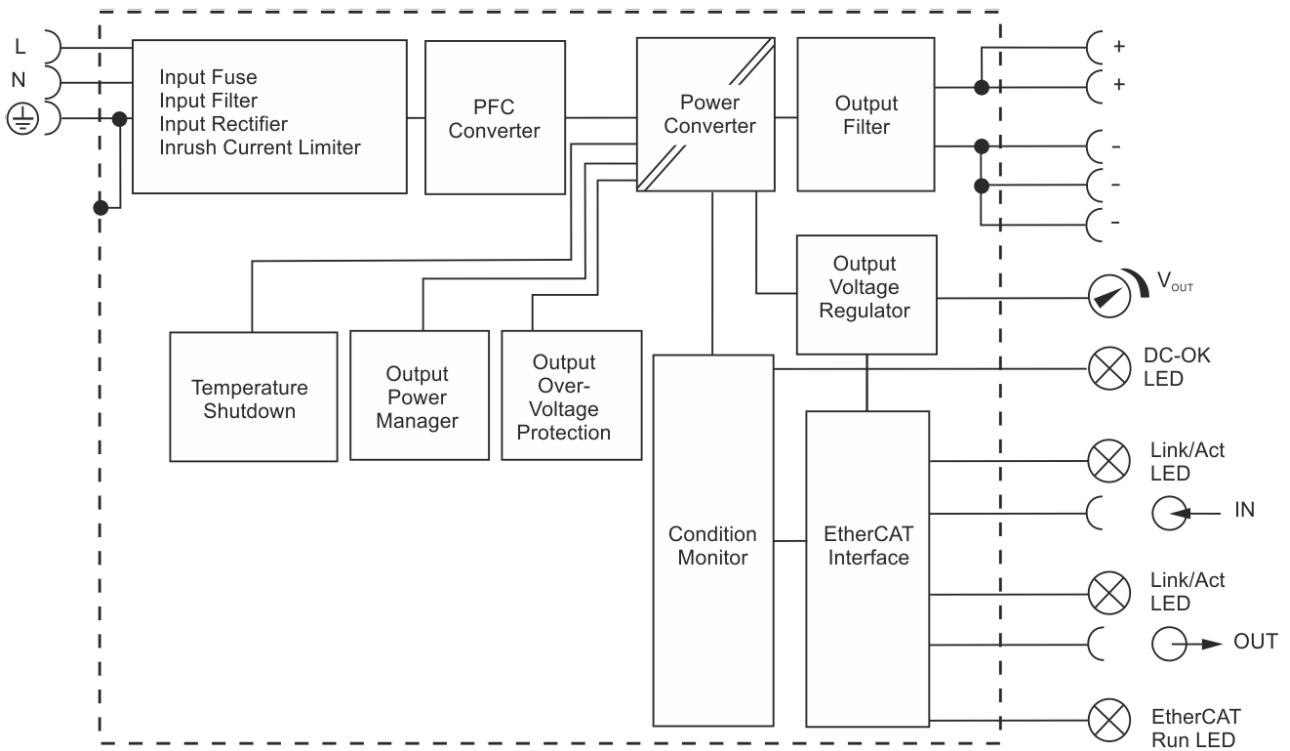 L
N
Input Fuse
Input Filter
Input Rectifier
Inrush Current Limiter
PFC
Converter
Power
Converter
Output
Filter
+
+
-
-
-
Output
Voltage
Regulator
VOUT
Temperature
Shutdown
Output
Power
Manager
Output
Over-
Voltage
Protection
DC-OK
LED
Condition
Monitor
EtherCAT
Interface
Link/Act
LED
IN
Link/Act
LED
OUT
EtherCAT
Run LED